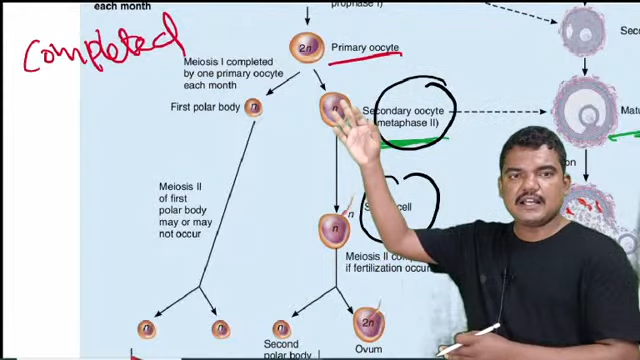 each month
prophase I)
Completed
2n
Primary oocyte
Meiosis I completed
by one primary oocyte
each month
First polar body
n
n
Secondary oocyte
metaphase II)
Meiosis II
of first
polar body
may or may
not occur
n
n
cell
Meiosis II
if fertilization
n
n
n
2n
Second
polar body
Ovum